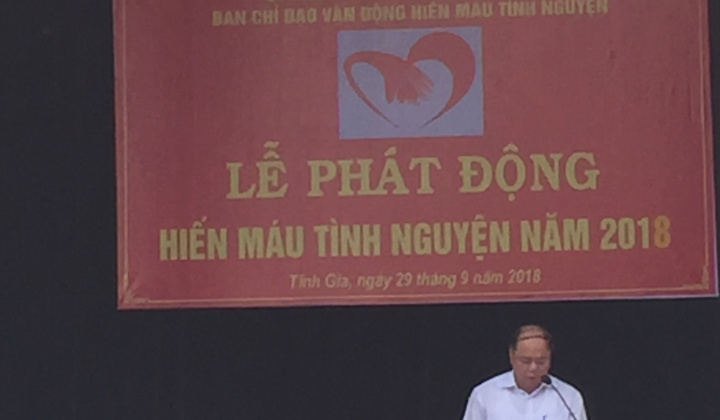 BAN CHỈ ĐẠO VẬN ĐỘNG HIẾN MÁU TÌNH NGUYỆN
LỄ PHÁT ĐỘNG
HIẾN MÁU TÌNH NGUYỆN NĂM 2018
Tĩnh Gia, ngày 29 tháng 9 năm 2018